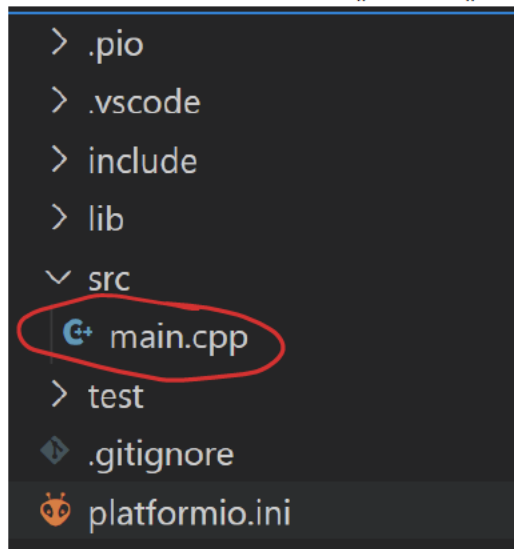 .pio
.vscode
include
lib
src
main.cpp
test
.gitignore
platformio.ini